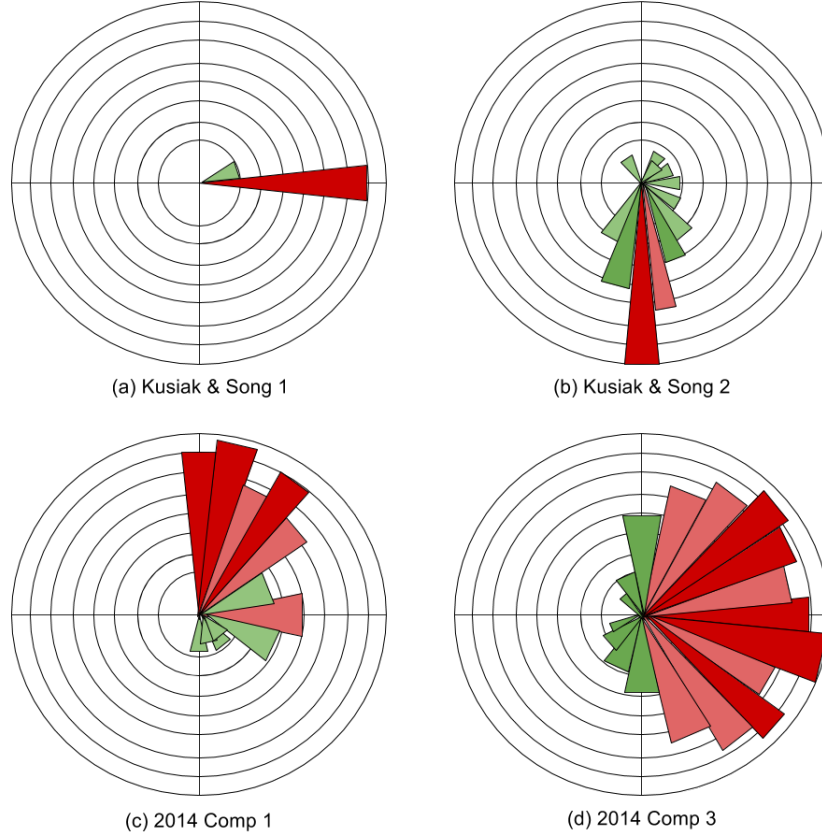 (a) Kusiak & Song 1
(b) Kusiak & Song 2
(c) 2014 Comp 1
(d) 2014 Comp 3